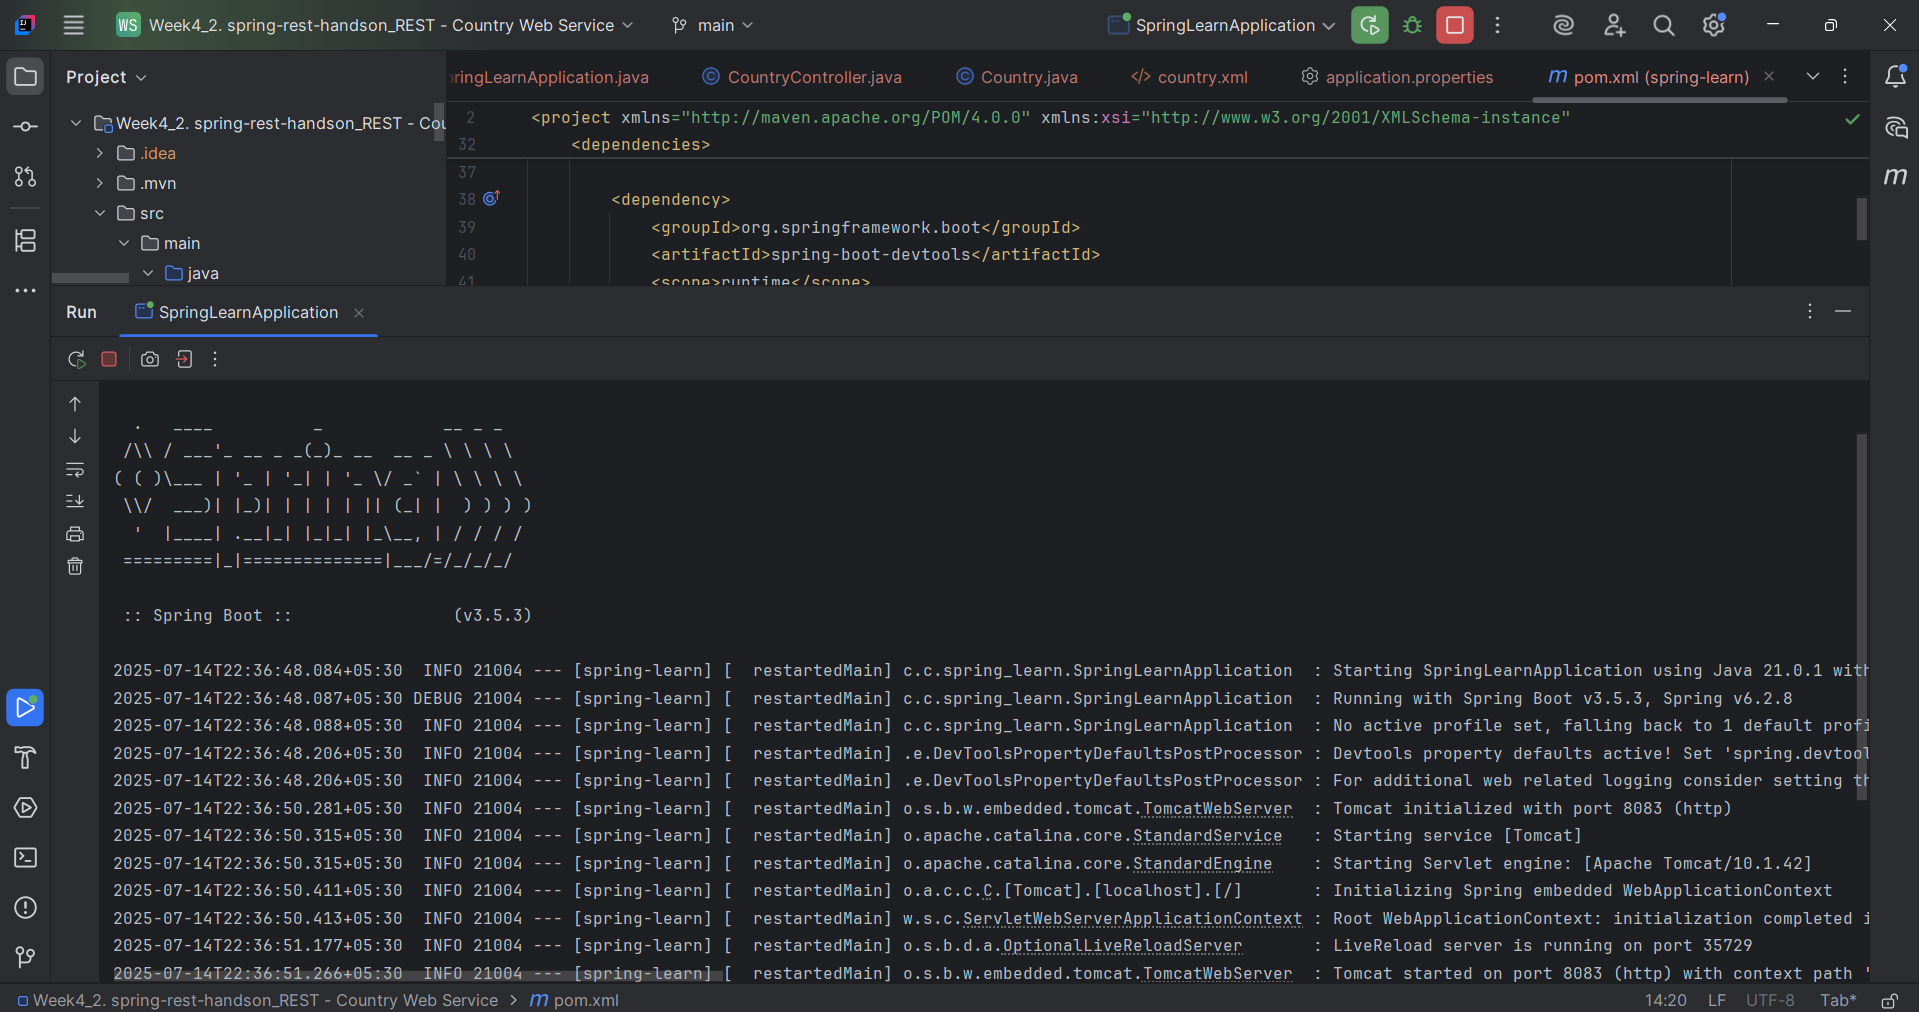 WS Week4_2. spring-rest-handson_REST - Country Web Service main SpringLearnApplication
Project
ringLearnApplication.java CountryController.java Country.java </> country.xml application.properties m pom.xml (spring-learn)
Week4_2. spring-rest-handson_REST - Cou
.idea
.mvn
src
main
java
2 <project xmlns="http://maven.apache.org/POM/4.0.0" xmlns:xsi="http://www.w3.org/2001/XMLSchema-instance"
32 <dependencies>
37
38 <dependency>
39 <groupId>org.springframework.boot</groupId>
40 <artifactId>spring-boot-devtools</artifactId>
41 <scope>runtime</scope>
m
Run SpringLearnApplication
  .   ____          _            __ _ _
 /\\ / ___'_ __ _ _(_)_ __  __ _ \ \ \ \
( ( )\___ | '_ | '_| | '_ \/ _` | \ \ \ \
 \\/  ___)| |_)| | | | | || (_| |  ) ) ) )
  '  |____| .__|_| |_|_| |_\__, | / / / /
 =========|_|==============|___/=/_/_/_/
:: Spring Boot :: (v3.5.3)
2025-07-14T22:36:48.084+05:30 INFO 21004 --- [spring-learn] [ restartedMain] c.c.spring_learn.SpringLearnApplication : Starting SpringLearnApplication using Java 21.0.1 with
2025-07-14T22:36:48.087+05:30 DEBUG 21004 --- [spring-learn] [ restartedMain] c.c.spring_learn.SpringLearnApplication : Running with Spring Boot v3.5.3, Spring v6.2.8
2025-07-14T22:36:48.088+05:30 INFO 21004 --- [spring-learn] [ restartedMain] c.c.spring_learn.SpringLearnApplication : No active profile set, falling back to 1 default profi
2025-07-14T22:36:48.206+05:30 INFO 21004 --- [spring-learn] [ restartedMain] .e.DevToolsPropertyDefaultsPostProcessor : Devtools property defaults active! Set 'spring.devtool
2025-07-14T22:36:48.206+05:30 INFO 21004 --- [spring-learn] [ restartedMain] .e.DevToolsPropertyDefaultsPostProcessor : For additional web related logging consider setting th
2025-07-14T22:36:50.281+05:30 INFO 21004 --- [spring-learn] [ restartedMain] o.s.b.w.embedded.tomcat.TomcatWebServer : Tomcat initialized with port 8083 (http)
2025-07-14T22:36:50.315+05:30 INFO 21004 --- [spring-learn] [ restartedMain] o.apache.catalina.core.StandardService : Starting service [Tomcat]
2025-07-14T22:36:50.315+05:30 INFO 21004 --- [spring-learn] [ restartedMain] o.apache.catalina.core.StandardEngine : Starting Servlet engine: [Apache Tomcat/10.1.42]
2025-07-14T22:36:50.411+05:30 INFO 21004 --- [spring-learn] [ restartedMain] o.a.c.c.C.[Tomcat].[localhost].[/] : Initializing Spring embedded WebApplicationContext
2025-07-14T22:36:50.413+05:30 INFO 21004 --- [spring-learn] [ restartedMain] w.s.c.ServletWebServerApplicationContext : Root WebApplicationContext: initialization completed i
2025-07-14T22:36:51.177+05:30 INFO 21004 --- [spring-learn] [ restartedMain] o.s.b.d.a.OptionalLiveReloadServer : LiveReload server is running on port 35729
2025-07-14T22:36:51.266+05:30 INFO 21004 --- [spring-learn] [ restartedMain] o.s.b.w.embedded.tomcat.TomcatWebServer : Tomcat started on port 8083 (http) with context path '
Week4_2. spring-rest-handson_REST - Country Web Service > m pom.xml 14:20 LF UTF-8 Tab*